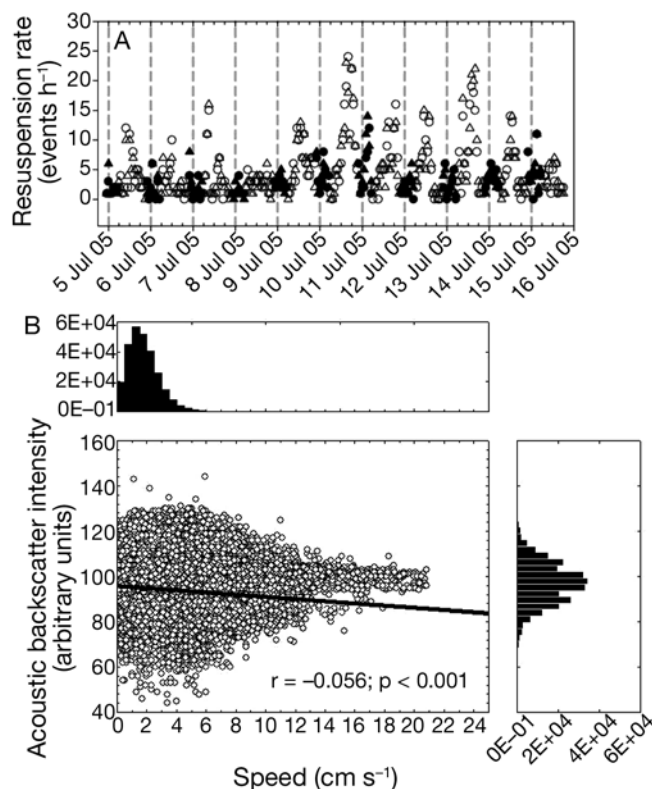 A
Resuspension rate
(events h⁻¹)
30
25
20
15
10
5
0
5 Jul 05
6 Jul 05
7 Jul 05
8 Jul 05
9 Jul 05
10 Jul 05
11 Jul 05
12 Jul 05
13 Jul 05
14 Jul 05
15 Jul 05
16 Jul 05
B
6E+04
4E+04
2E+04
0E–01
Acoustic backscatter intensity
(arbitrary units)
160
140
120
100
80
60
40
r = –0.056; p < 0.001
0 2 4 6 8 10 12 14 16 18 20 22 24
Speed (cm s⁻¹)
0E–01
2E+04
4E+04
6E+04